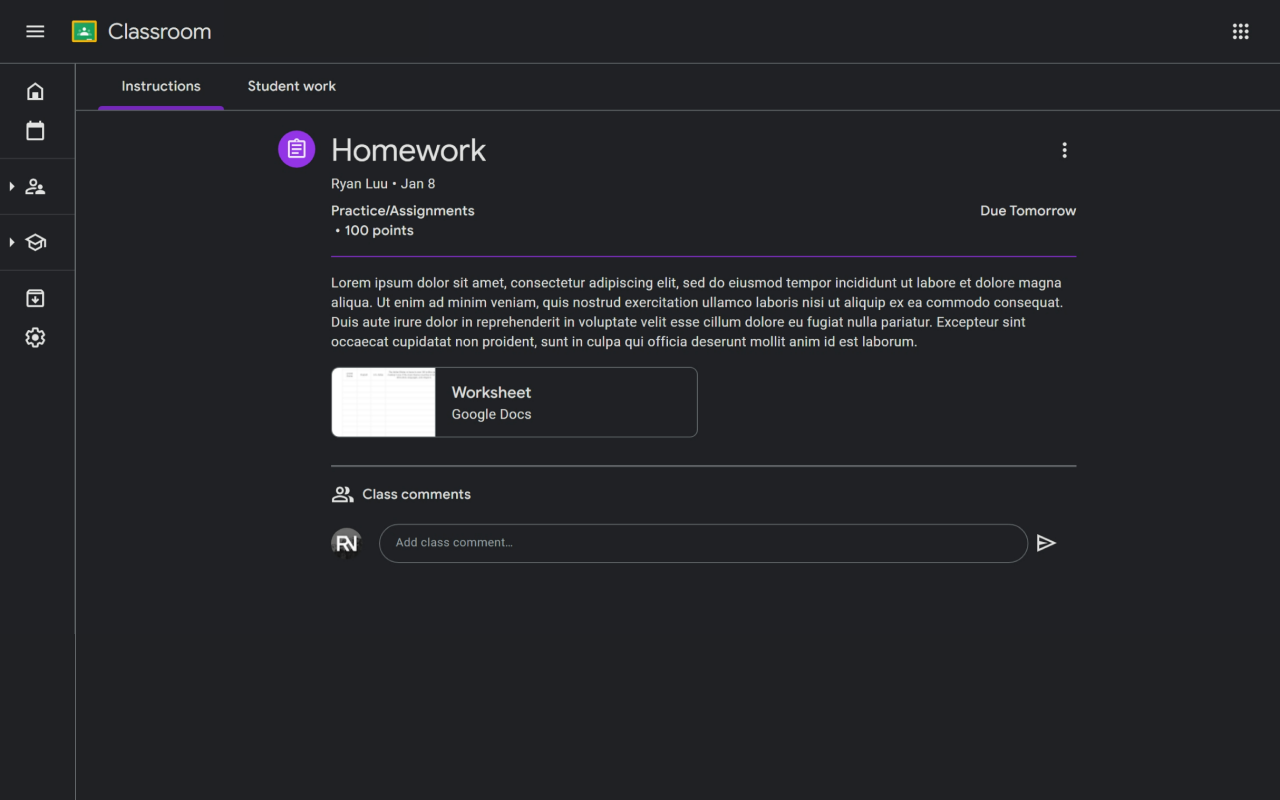 Classroom
Instructions
Student work
Homework
Ryan Luu • Jan 8
Practice/Assignments
Due Tomorrow
• 100 points
Lorem ipsum dolor sit amet, consectetur adipiscing elit, sed do eiusmod tempor incididunt ut labore et dolore magna
aliqua. Ut enim ad minim veniam, quis nostrud exercitation ullamco laboris nisi ut aliquip ex ea commodo consequat.
Duis aute irure dolor in reprehenderit in voluptate velit esse cillum dolore eu fugiat nulla pariatur. Excepteur sint
occaecat cupidatat non proident, sunt in culpa qui officia deserunt mollit anim id est laborum.
Worksheet
Google Docs
Class comments
RN
Add class comment…